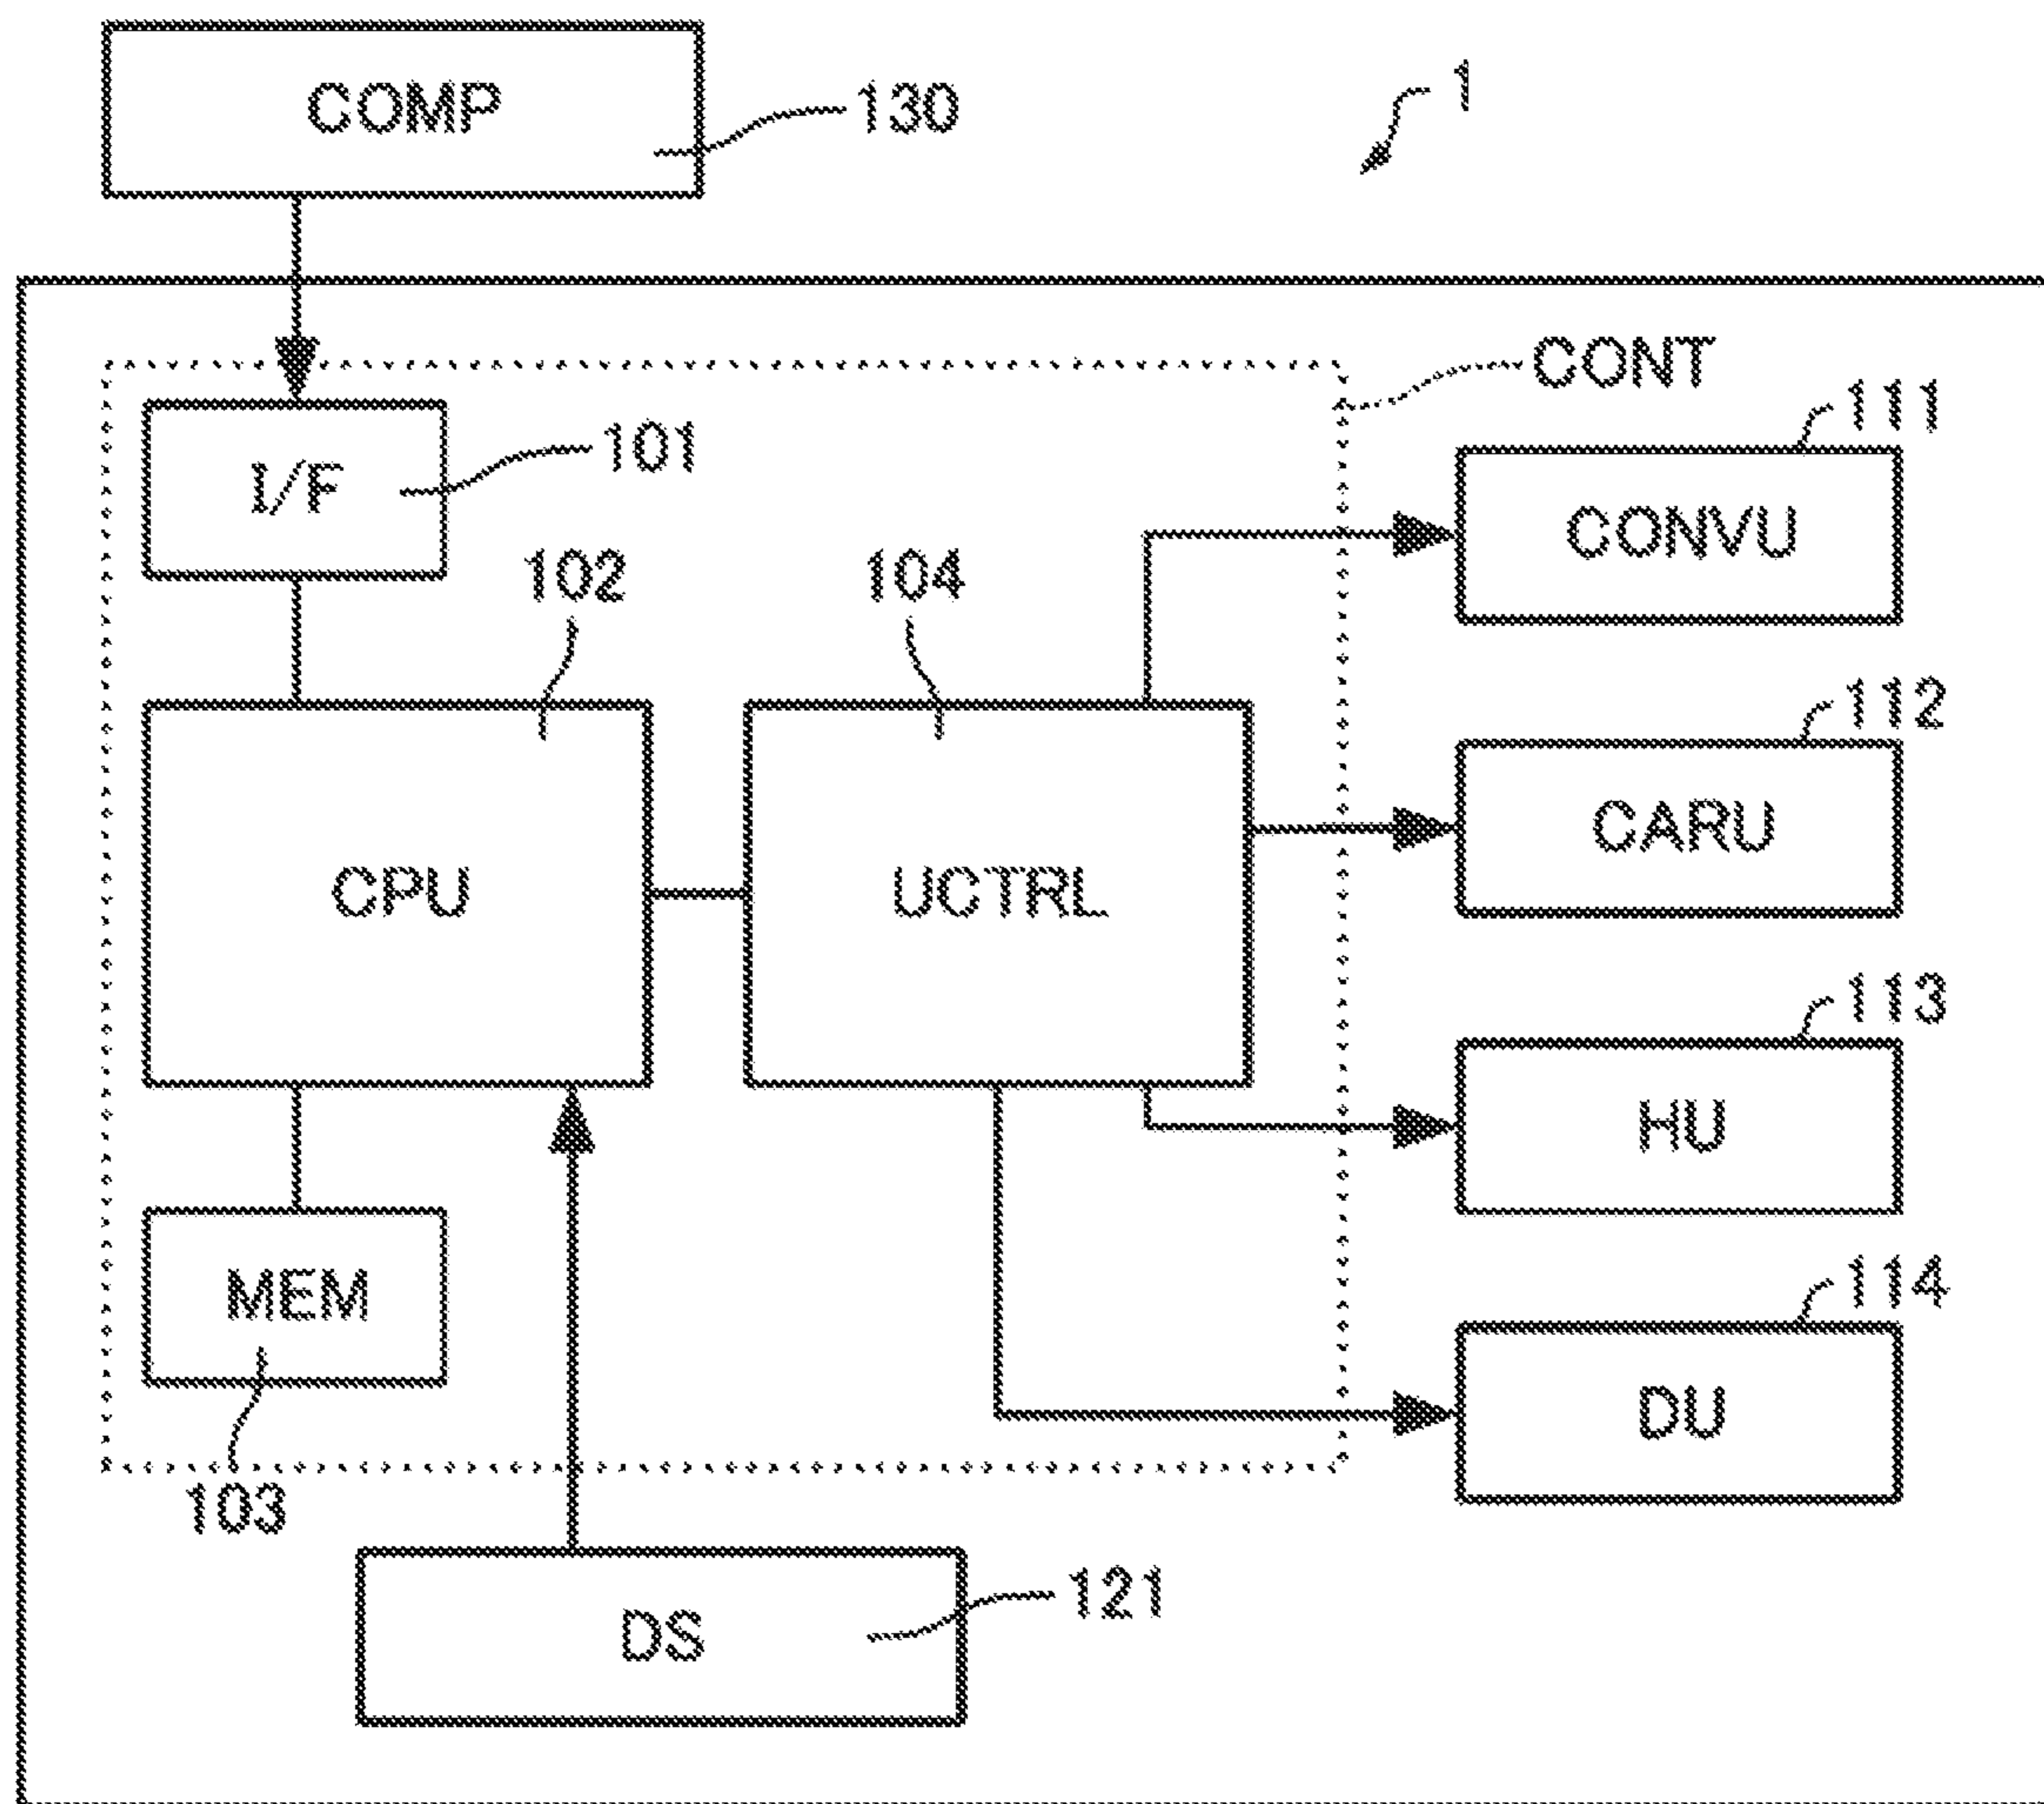 COMP
130
1
CONT
I/F
101
111
CONVU
102
104
112
CARU
CPU
UCTRL
113
HU
MEM
114
DU
103
DS
121